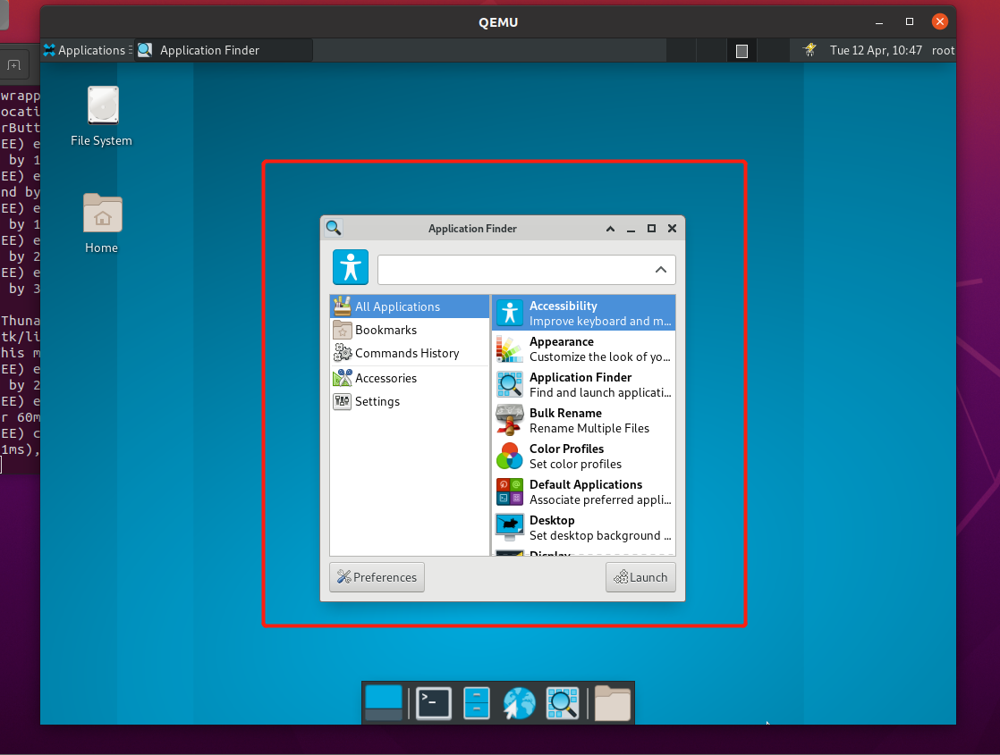 QEMU
Applications
Application Finder
Tue 12 Apr, 10:47
root
wrapp
ocati
rButt
EE) e
by 1
EE) e
nd by
EE) e
by 1
EE) e
by 2
EE) e
by 3
Thuna
tk/li
his m
EE) e
by 2
EE) e
r 60m
EE) c
1ms),
File System
Home
Application Finder
All Applications
Bookmarks
Commands History
Accessories
Settings
Accessibility
Improve keyboard and m...
Appearance
Customize the look of yo...
Application Finder
Find and launch applicati...
Bulk Rename
Rename Multiple Files
Color Profiles
Set color profiles
Default Applications
Associate preferred appli...
Desktop
Set desktop background ...
Display
Preferences
Launch